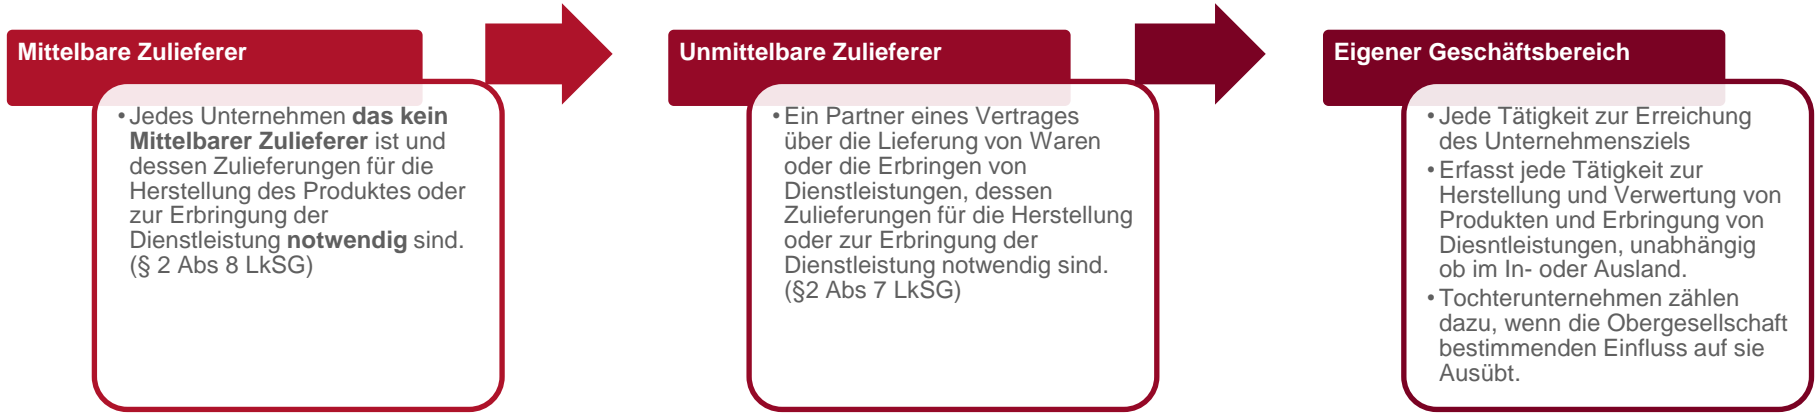 Mittelbare Zulieferer
• Jedes Unternehmen das kein
Mittelbarer Zulieferer ist und
dessen Zulieferungen für die
Herstellung des Produktes oder
zur Erbringung der
Dienstleistung notwendig sind.
(§ 2 Abs 8 LkSG)
Unmittelbare Zulieferer
• Ein Partner eines Vertrages
über die Lieferung von Waren
oder die Erbringen von
Dienstleistungen, dessen
Zulieferungen für die Herstellung
oder zur Erbringung der
Dienstleistung notwendig sind.
(§2 Abs 7 LkSG)
Eigener Geschäftsbereich
• Jede Tätigkeit zur Erreichung
des Unternehmensziels
• Erfasst jede Tätigkeit zur
Herstellung und Verwertung von
Produkten und Erbringung von
Diesntleistungen, unabhängig
ob im In- oder Ausland.
• Tochterunternehmen zählen
dazu, wenn die Obergesellschaft
bestimmenden Einfluss auf sie
Ausübt.